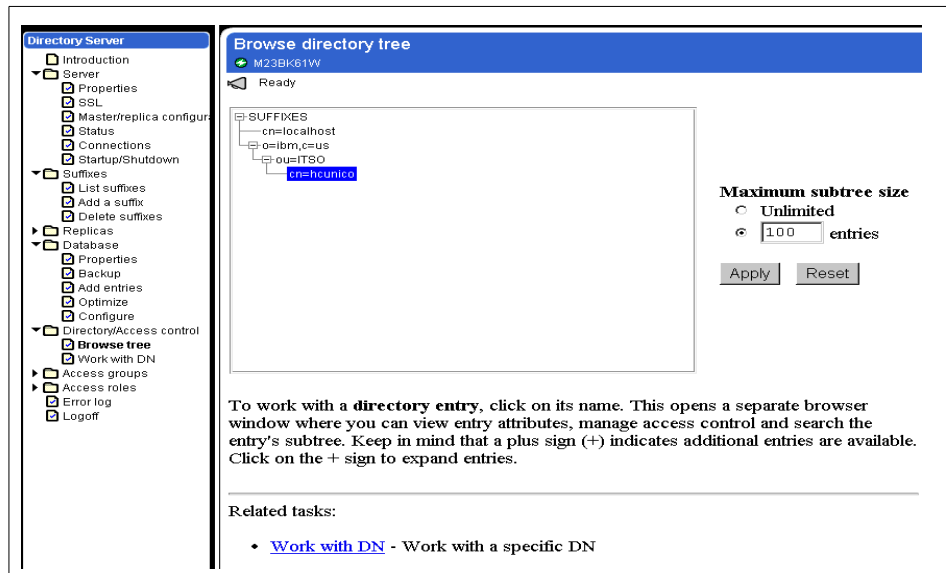 Directory Server
Introduction
Server
Properties
SSL
Master/replica configura
Status
Connections
Startup/Shutdown
Suffixes
List suffixes
Add a suffix
Delete suffixes
Replicas
Database
Properties
Backup
Add entries
Optimize
Configure
Directory/Access control
Browse tree
Work with DN
Access groups
Access roles
Error log
Logoff
Browse directory tree
M23BK61W
Ready
SUFFIXES
cn=localhost
o=ibm,c=us
ou=ITSO
cn=hcunico
Maximum subtree size
Unlimited
100 entries
Apply Reset
To work with a directory entry, click on its name. This opens a separate browser
window where you can view entry attributes, manage access control and search the
entry's subtree. Keep in mind that a plus sign (+) indicates additional entries are available.
Click on the + sign to expand entries.
Related tasks:
• Work with DN - Work with a specific DN